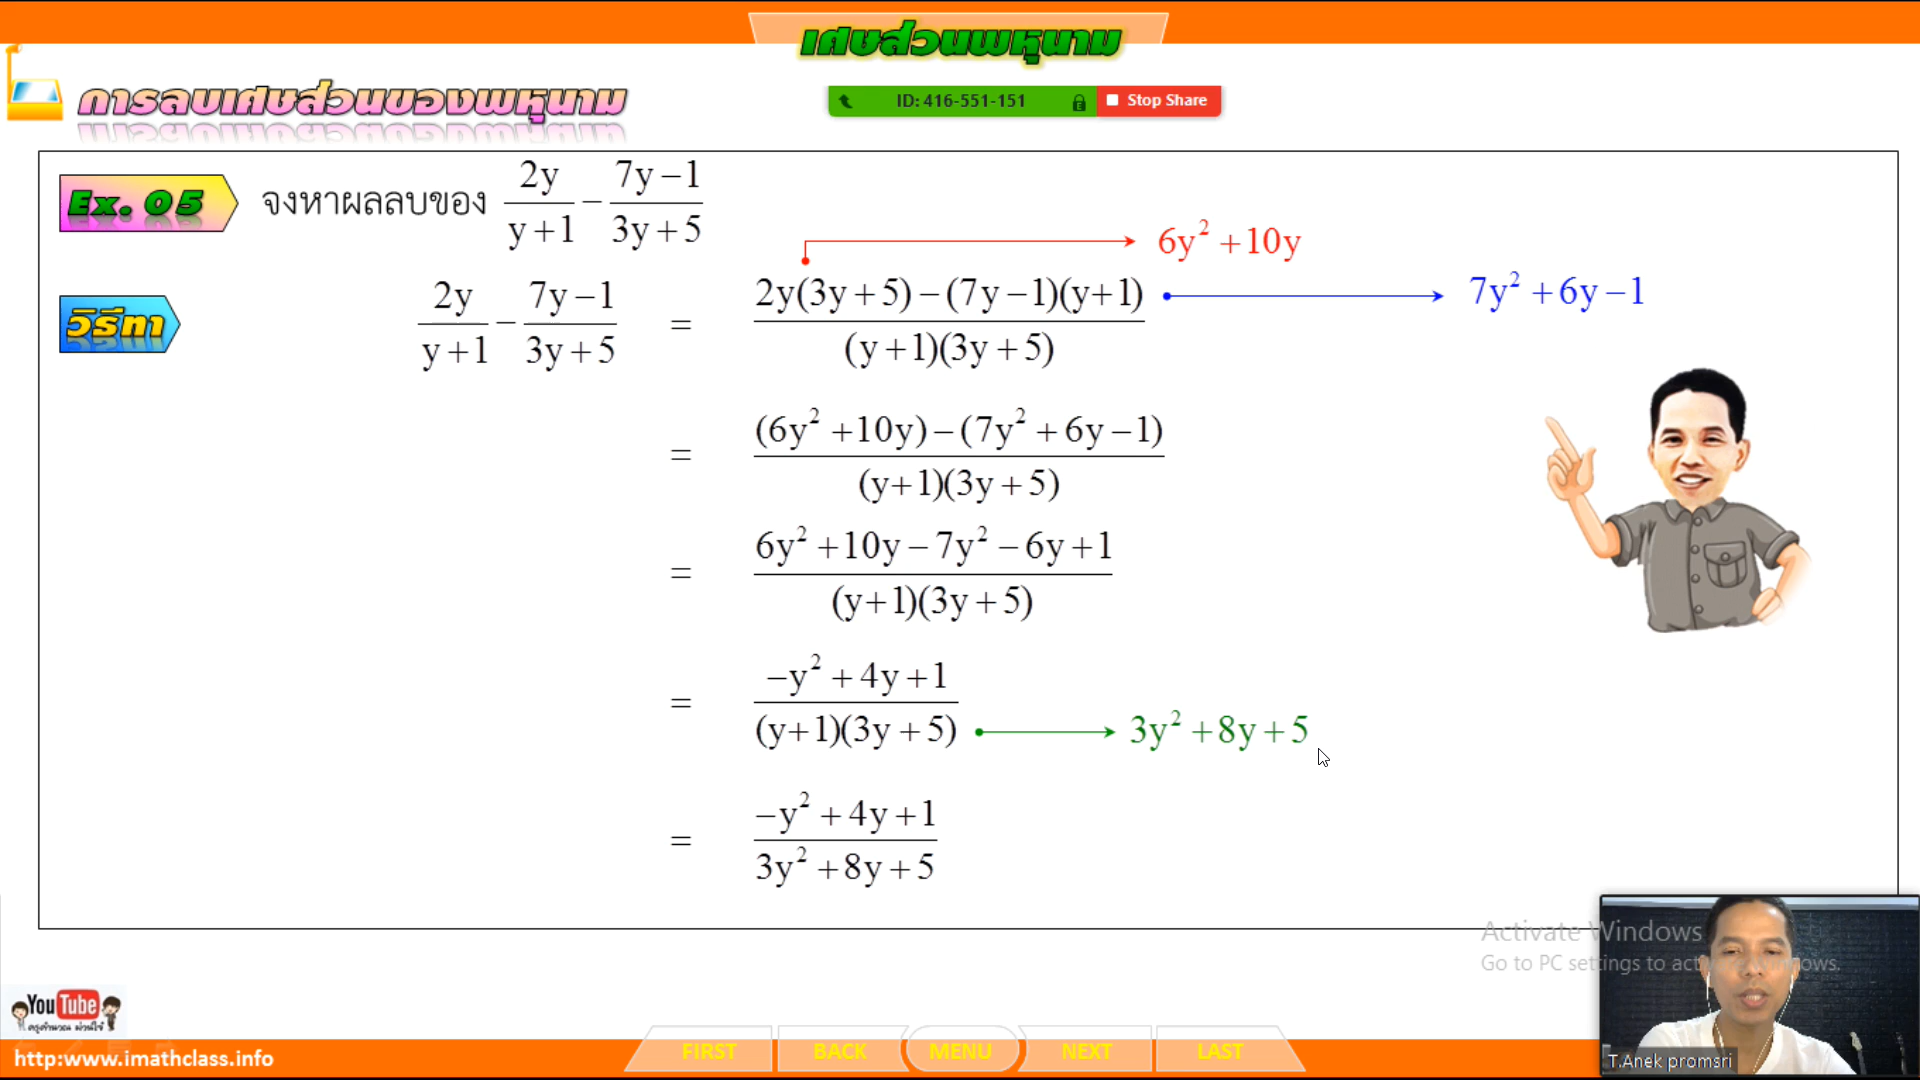 เศษส่วนพหุนาม
การลบเศษส่วนของพหุนาม
ID: 416-551-151 Stop Share
Ex. 05 จงหาผลลบของ 2y/(y+1) − (7y−1)/(3y+5)
6y² + 10y
วิธีทำ 2y/(y+1) − (7y−1)/(3y+5) = (2y(3y+5) − (7y−1)(y+1))/((y+1)(3y+5))
7y² + 6y − 1
= ((6y² + 10y) − (7y² + 6y − 1))/((y+1)(3y+5))
= (6y² + 10y − 7y² − 6y + 1)/((y+1)(3y+5))
= (−y² + 4y + 1)/((y+1)(3y+5))
3y² + 8y + 5
= (−y² + 4y + 1)/(3y² + 8y + 5)
Activate Windows
Go to PC settings to
YouTube
http:www.imathclass.info
FIRST BACK MENU NEXT LAST
T.Anek promsri